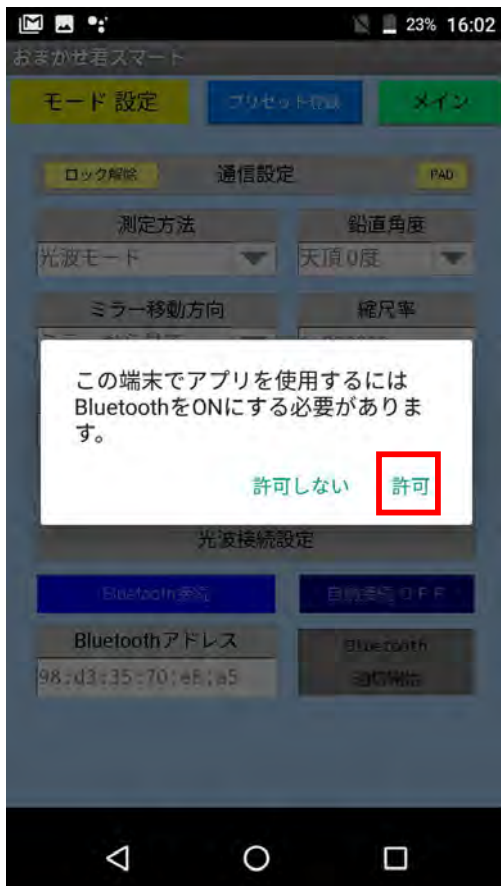 23% 16:02
おまかせ君スマート
モード 設定 プリセット登録 メイン
ロック解除 通信設定 PAD
測定方法 鉛直角度
光波モード 天頂0度
ミラー移動方向 縮尺率
この端末でアプリを使用するには
BluetoothをONにする必要がありま
す。
許可しない 許可
光波接続設定
Bluetooth接続 自動接続OFF
Bluetoothアドレス Bluetooth
98:d3:35:70:e8:a5